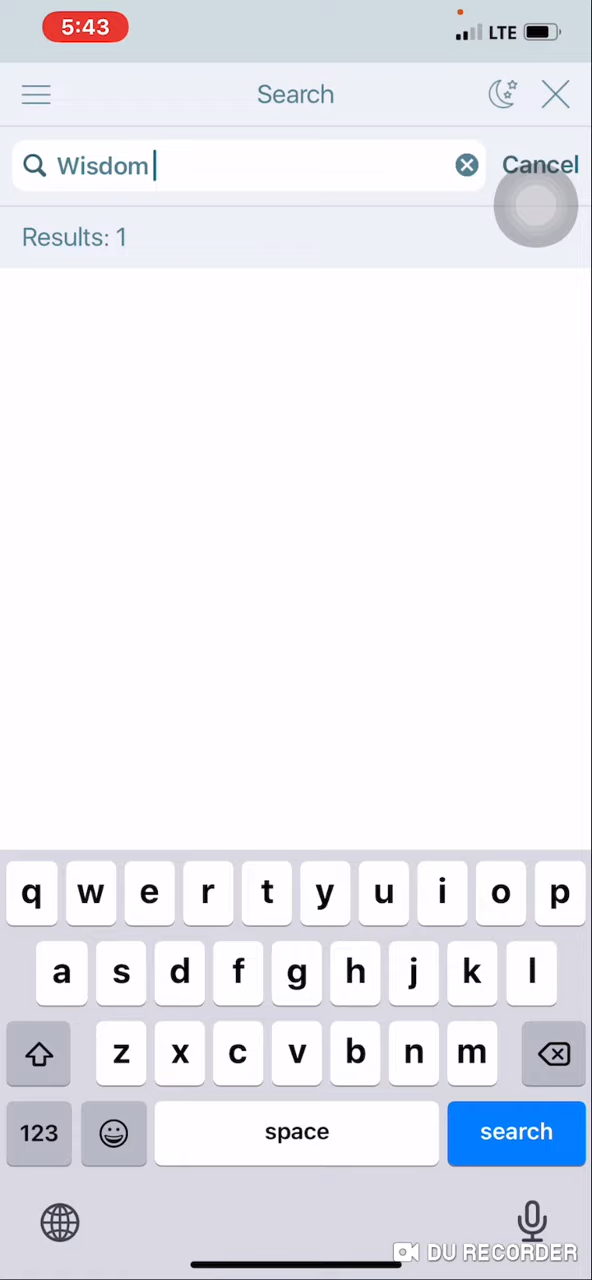 5:43
LTE
Search
Wisdom
Cancel
Results: 1
q w e r t y u i o p
a s d f g h j k l
z x c v b n m
123 space search
DU RECORDER